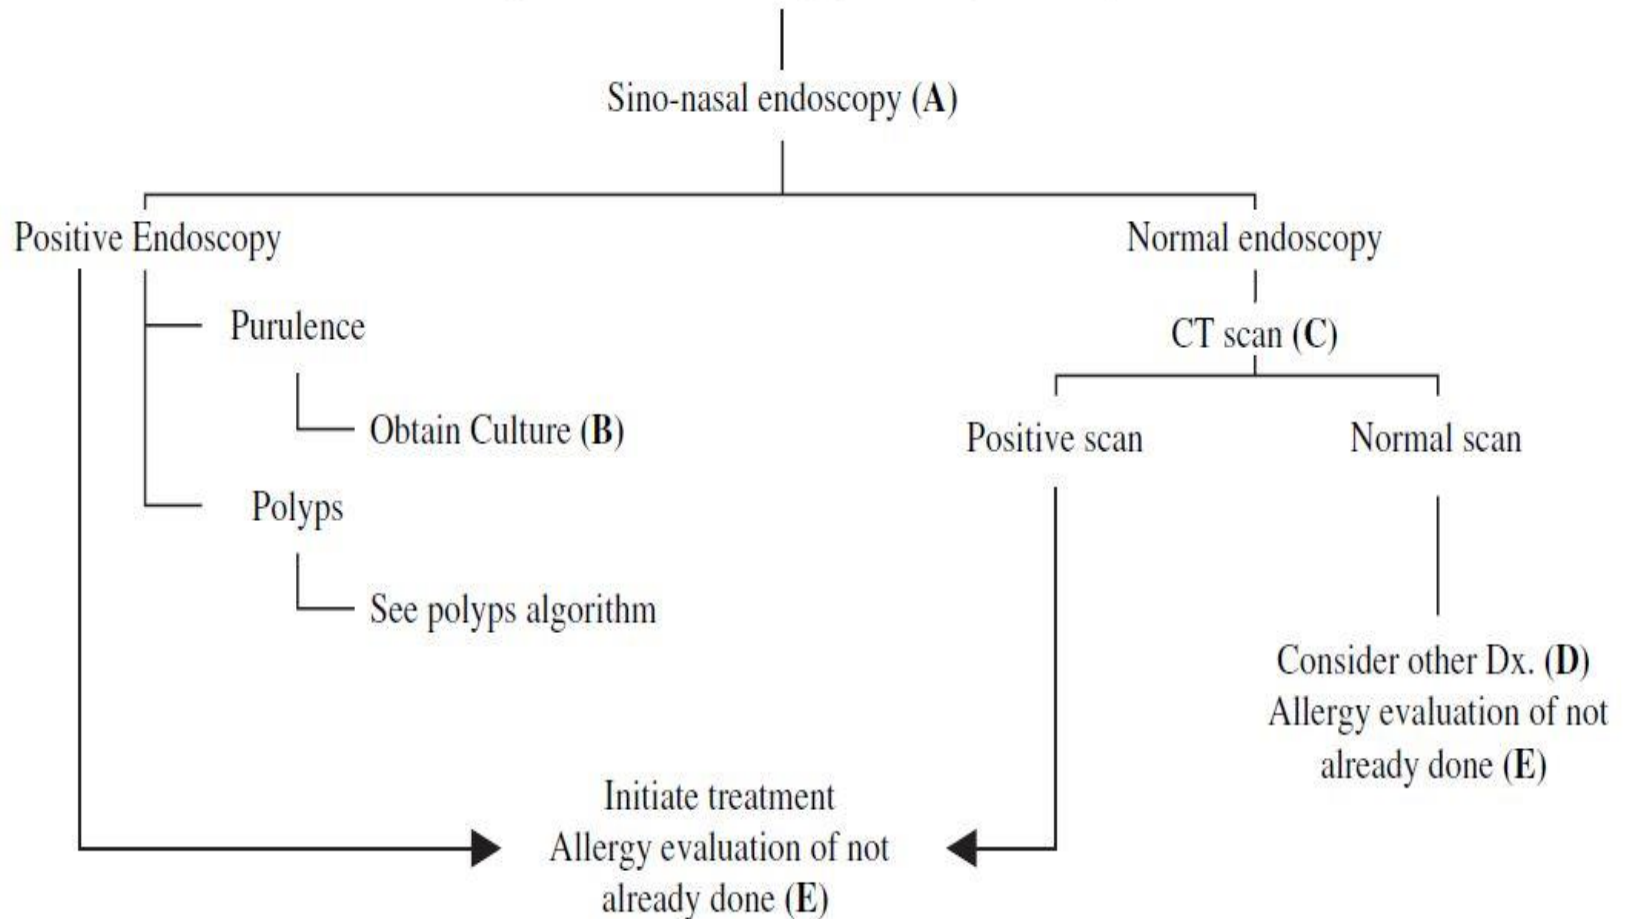 Sino-nasal endoscopy (A)
Positive Endoscopy
Normal endoscopy
Purulence
CT scan (C)
Obtain Culture (B)
Positive scan
Normal scan
Polyps
See polyps algorithm
Consider other Dx. (D)
Allergy evaluation of not
already done (E)
Initiate treatment
Allergy evaluation of not
already done (E)